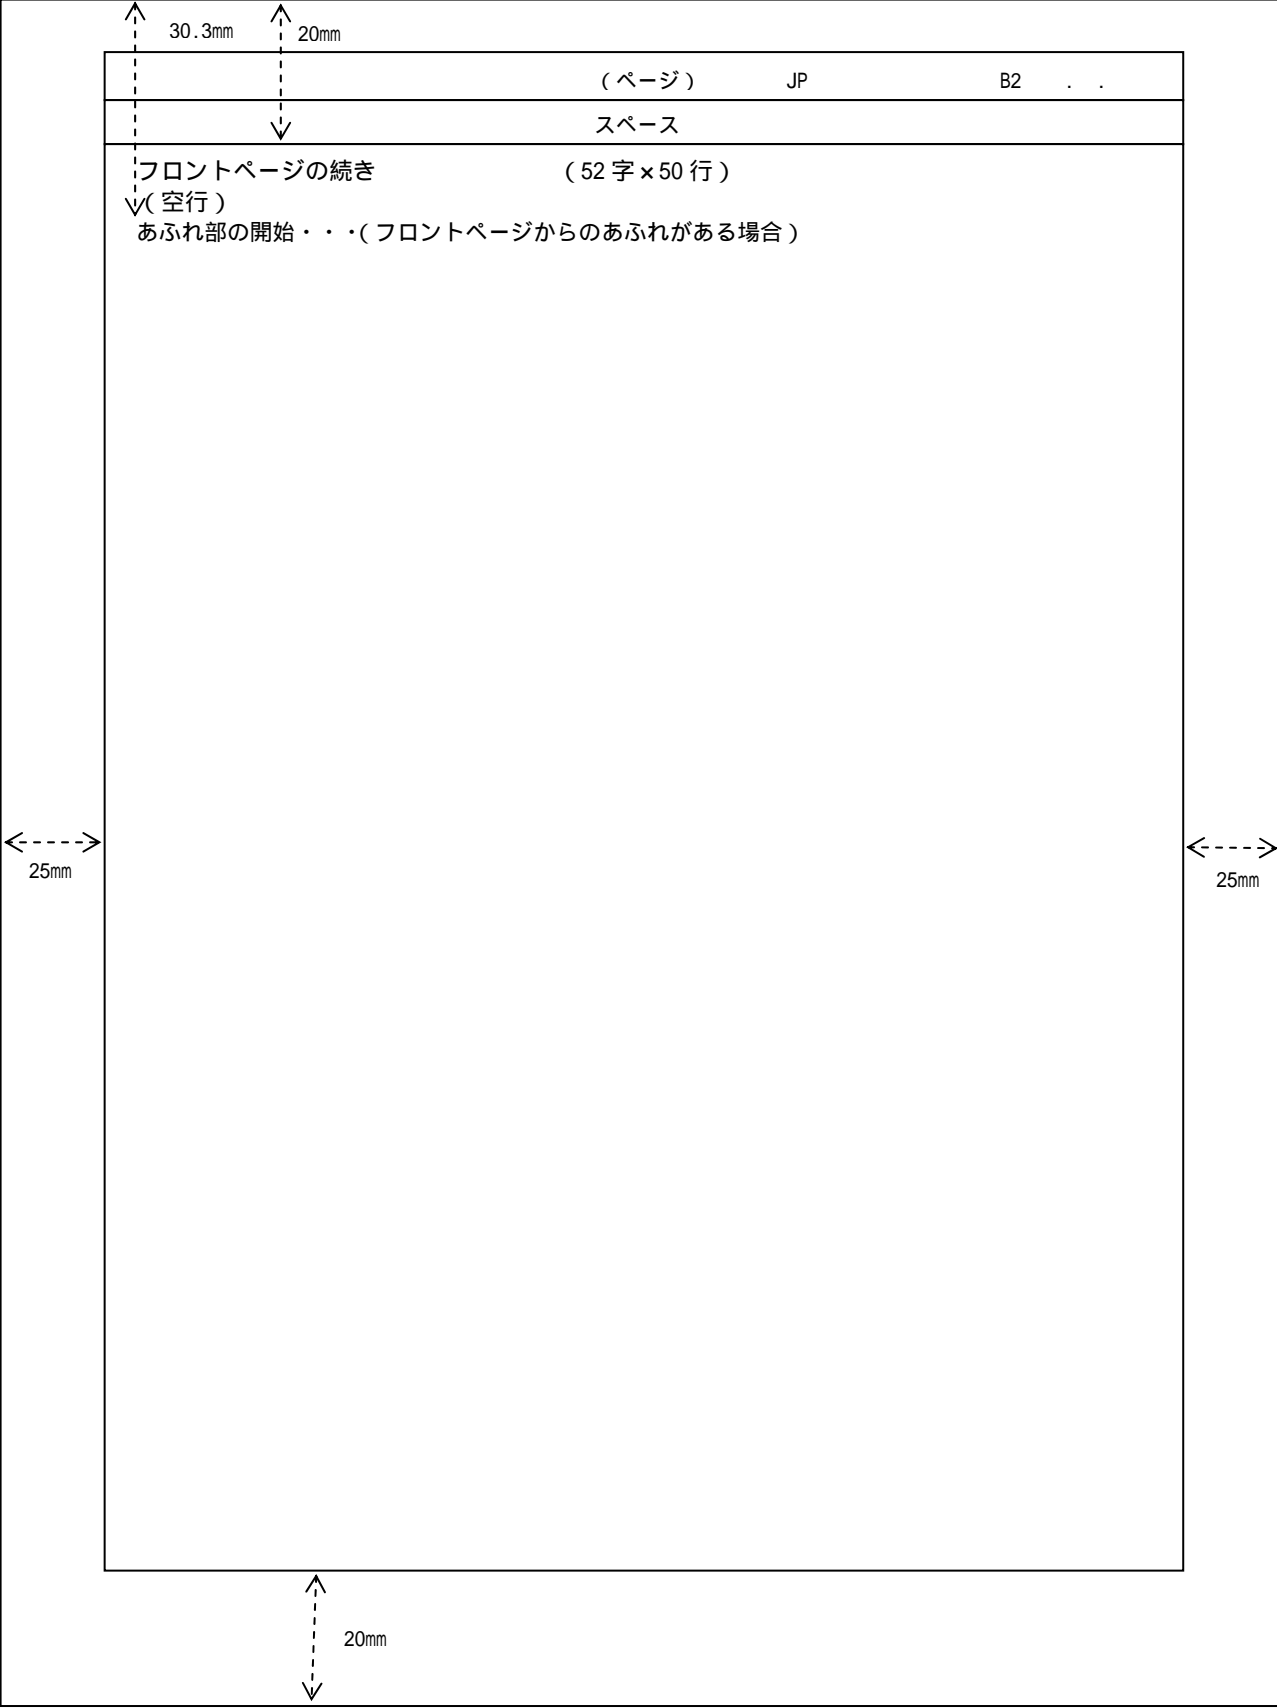 30.3mm 20mm
(ページ) JP B2 . .
スペース
フロントページの続き (52字×50行)
(空行)
あふれ部の開始・・・(フロントページからのあふれがある場合)
25mm
25mm
20mm